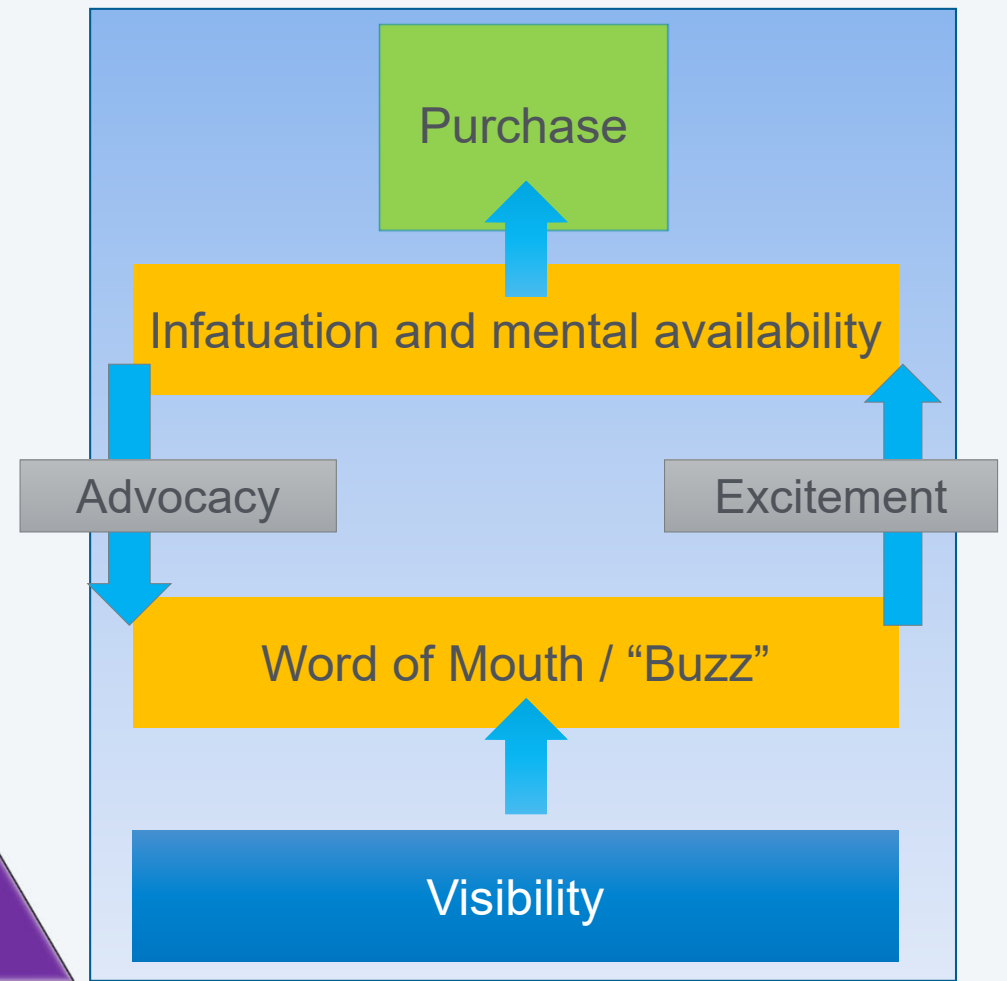 Purchase
Infatuation and mental availability
Advocacy
Excitement
Word of Mouth / “Buzz”
Visibility